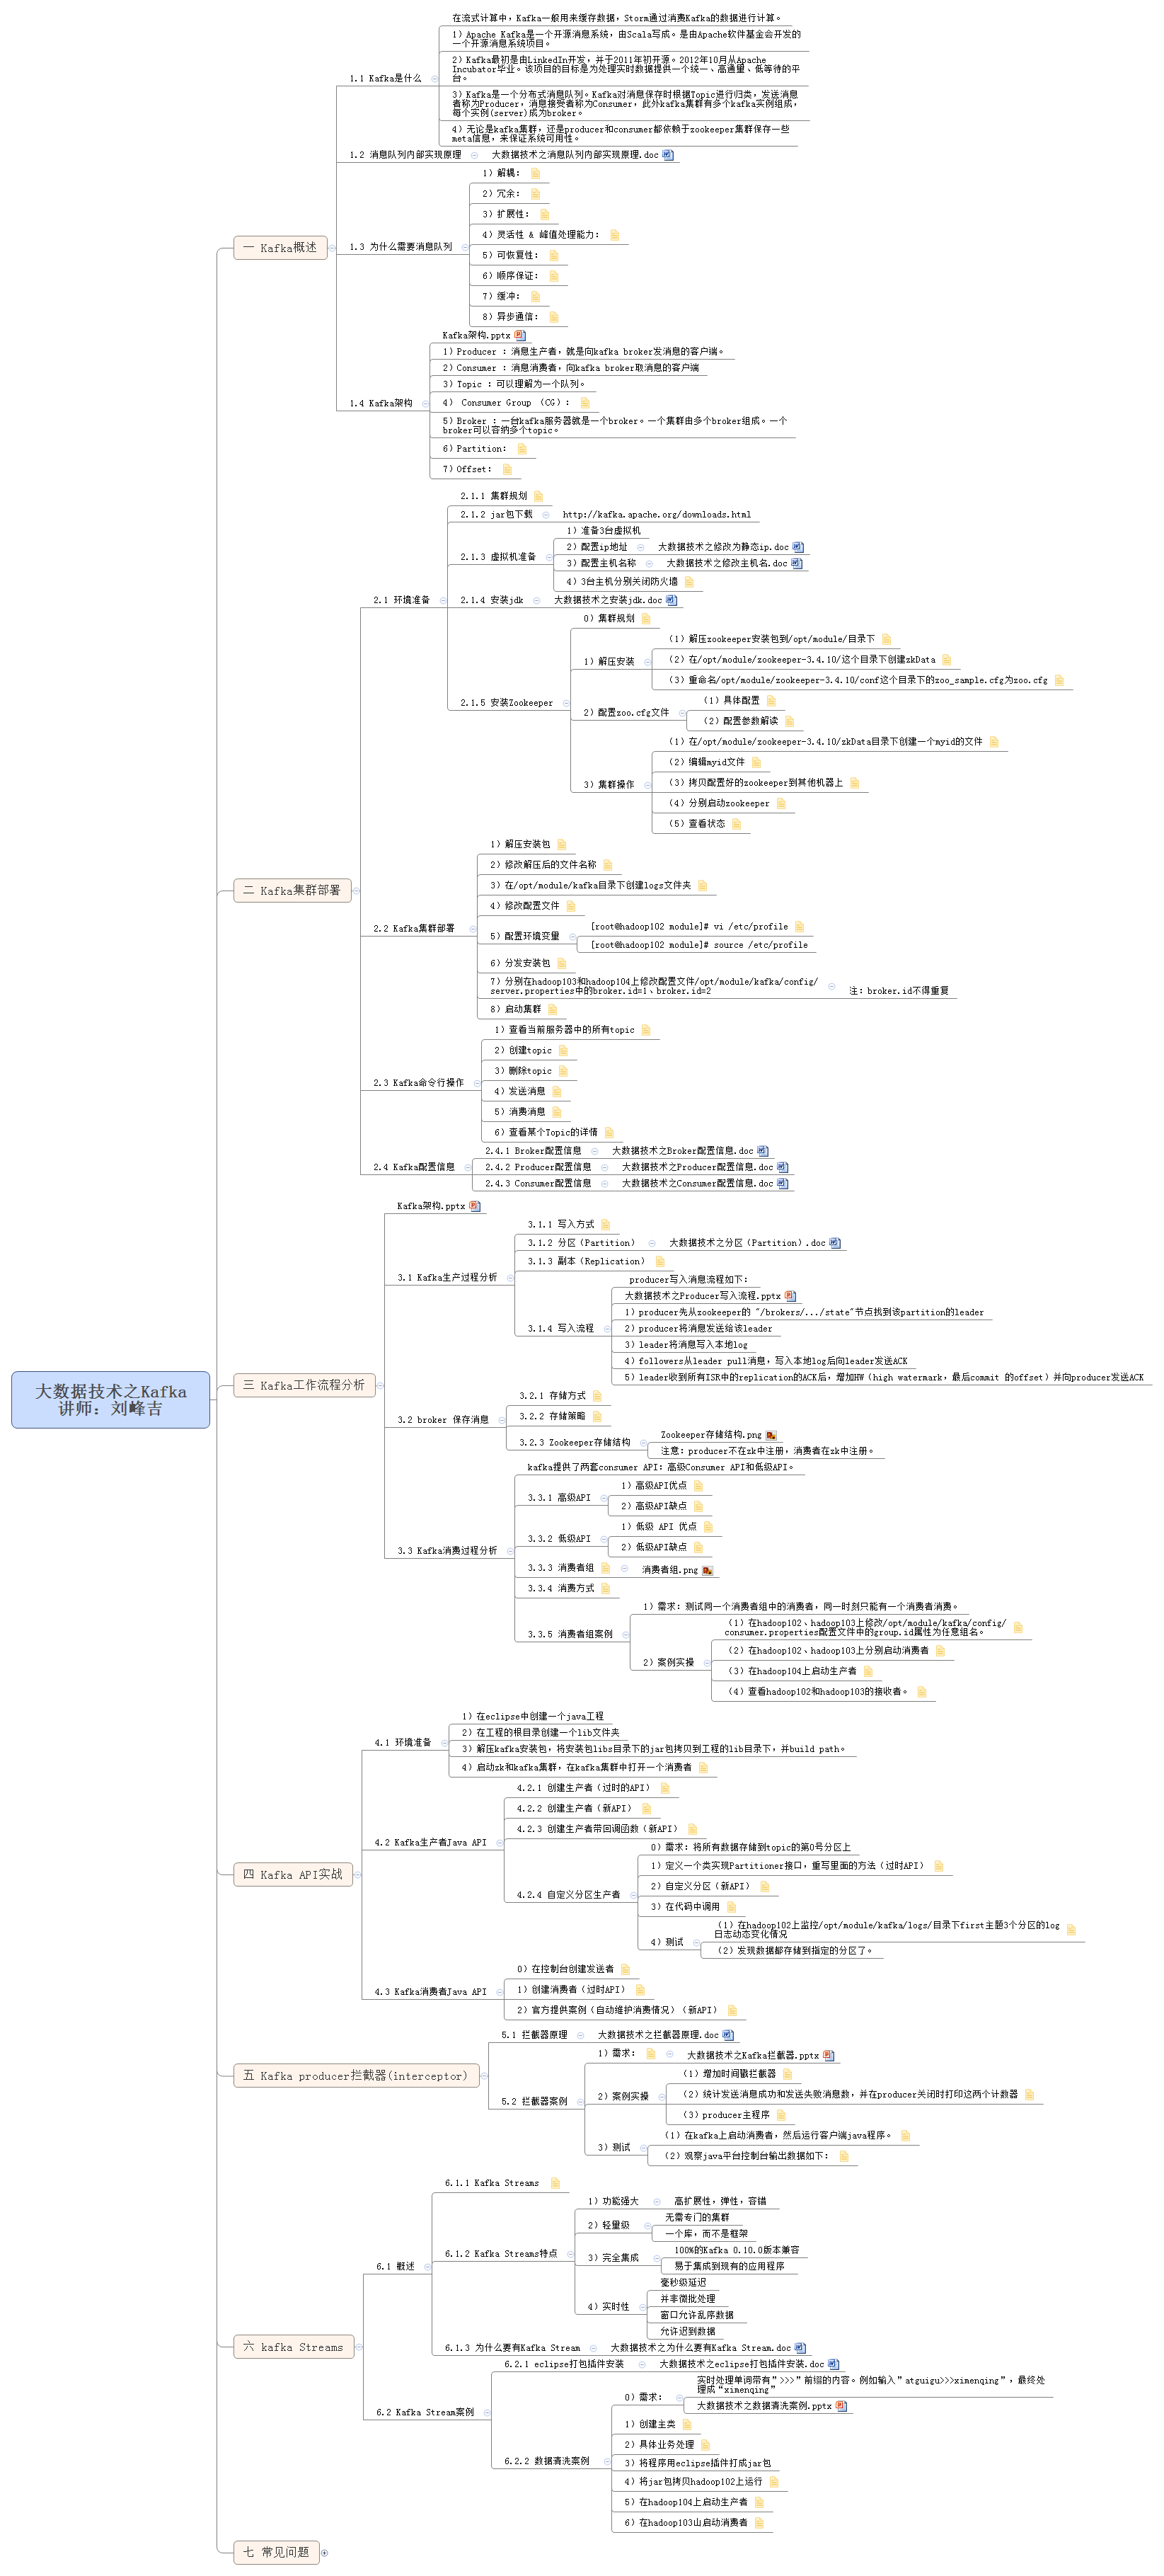 大数据技术之Kafka
讲师：刘峰吉
一 Kafka概述
1.1 Kafka是什么
在流式计算中，Kafka一般用来缓存数据，Storm通过消费Kafka的数据进行计算。
1）Apache Kafka是一个开源消息系统，由Scala写成。是由Apache软件基金会开发的
一个开源消息系统项目。
2）Kafka最初是由LinkedIn开发，并于2011年初开源。2012年10月从Apache
Incubator毕业。该项目的目标是为处理实时数据提供一个统一、高通量、低等待的平
台。
3）Kafka是一个分布式消息队列。Kafka对消息保存时根据Topic进行归类，发送消息
者称为Producer，消息接受者称为Consumer，此外kafka集群有多个kafka实例组成，
每个实例(server)成为broker。
4）无论是kafka集群，还是producer和consumer都依赖于zookeeper集群保存一些
meta信息，来保证系统可用性。
1.2 消息队列内部实现原理
大数据技术之消息队列内部实现原理.doc
1.3 为什么需要消息队列
1）解耦：
2）冗余：
3）扩展性：
4）灵活性 & 峰值处理能力：
5）可恢复性：
6）顺序保证：
7）缓冲：
8）异步通信：
1.4 Kafka架构
Kafka架构.pptx
1）Producer ：消息生产者，就是向kafka broker发消息的客户端。
2）Consumer ：消息消费者，向kafka broker取消息的客户端
3）Topic ：可以理解为一个队列。
4） Consumer Group （CG）：
5）Broker ：一台kafka服务器就是一个broker。一个集群由多个broker组成。一个
broker可以容纳多个topic。
6）Partition：
7）Offset：
二 Kafka集群部署
2.1 环境准备
2.1.1 集群规划
2.1.2 jar包下载
http://kafka.apache.org/downloads.html
2.1.3 虚拟机准备
1）准备3台虚拟机
2）配置ip地址
大数据技术之修改为静态ip.doc
3）配置主机名称
大数据技术之修改主机名.doc
4）3台主机分别关闭防火墙
2.1.4 安装jdk
大数据技术之安装jdk.doc
2.1.5 安装Zookeeper
0）集群规划
1）解压安装
（1）解压zookeeper安装包到/opt/module/目录下
（2）在/opt/module/zookeeper-3.4.10/这个目录下创建zkData
（3）重命名/opt/module/zookeeper-3.4.10/conf这个目录下的zoo_sample.cfg为zoo.cfg
2）配置zoo.cfg文件
（1）具体配置
（2）配置参数解读
3）集群操作
（1）在/opt/module/zookeeper-3.4.10/zkData目录下创建一个myid的文件
（2）编辑myid文件
（3）拷贝配置好的zookeeper到其他机器上
（4）分别启动zookeeper
（5）查看状态
2.2 Kafka集群部署
1）解压安装包
2）修改解压后的文件名称
3）在/opt/module/kafka目录下创建logs文件夹
4）修改配置文件
5）配置环境变量
[root@hadoop102 module]# vi /etc/profile
[root@hadoop102 module]# source /etc/profile
6）分发安装包
7）分别在hadoop103和hadoop104上修改配置文件/opt/module/kafka/config/
server.properties中的broker.id=1、broker.id=2
注：broker.id不得重复
8）启动集群
2.3 Kafka命令行操作
1）查看当前服务器中的所有topic
2）创建topic
3）删除topic
4）发送消息
5）消费消息
6）查看某个Topic的详情
2.4 Kafka配置信息
2.4.1 Broker配置信息
大数据技术之Broker配置信息.doc
2.4.2 Producer配置信息
大数据技术之Producer配置信息.doc
2.4.3 Consumer配置信息
大数据技术之Consumer配置信息.doc
三 Kafka工作流程分析
Kafka架构.pptx
3.1 Kafka生产过程分析
3.1.1 写入方式
3.1.2 分区（Partition）
大数据技术之分区（Partition）.doc
3.1.3 副本（Replication）
3.1.4 写入流程
producer写入消息流程如下：
大数据技术之Producer写入流程.pptx
1）producer先从zookeeper的 "/brokers/.../state"节点找到该partition的leader
2）producer将消息发送给该leader
3）leader将消息写入本地log
4）followers从leader pull消息，写入本地log后向leader发送ACK
5）leader收到所有ISR中的replication的ACK后，增加HW（high watermark，最后commit 的offset）并向producer发送ACK
3.2 broker 保存消息
3.2.1 存储方式
3.2.2 存储策略
3.2.3 Zookeeper存储结构
Zookeeper存储结构.png
注意：producer不在zk中注册，消费者在zk中注册。
3.3 Kafka消费过程分析
kafka提供了两套consumer API：高级Consumer API和低级API。
3.3.1 高级API
1）高级API优点
2）高级API缺点
3.3.2 低级API
1）低级 API 优点
2）低级API缺点
3.3.3 消费者组
消费者组.png
3.3.4 消费方式
3.3.5 消费者组案例
1）需求：测试同一个消费者组中的消费者，同一时刻只能有一个消费者消费。
2）案例实操
（1）在hadoop102、hadoop103上修改/opt/module/kafka/config/
consumer.properties配置文件中的group.id属性为任意组名。
（2）在hadoop102、hadoop103上分别启动消费者
（3）在hadoop104上启动生产者
（4）查看hadoop102和hadoop103的接收者。
四 Kafka API实战
4.1 环境准备
1）在eclipse中创建一个java工程
2）在工程的根目录创建一个lib文件夹
3）解压kafka安装包，将安装包libs目录下的jar包拷贝到工程的lib目录下，并build path。
4）启动zk和kafka集群，在kafka集群中打开一个消费者
4.2 Kafka生产者Java API
4.2.1 创建生产者（过时的API）
4.2.2 创建生产者（新API）
4.2.3 创建生产者带回调函数（新API）
4.2.4 自定义分区生产者
0）需求：将所有数据存储到topic的第0号分区上
1）定义一个类实现Partitioner接口，重写里面的方法（过时API）
2）自定义分区（新API）
3）在代码中调用
4）测试
（1）在hadoop102上监控/opt/module/kafka/logs/目录下first主题3个分区的log
日志动态变化情况
（2）发现数据都存储到指定的分区了。
4.3 Kafka消费者Java API
0）在控制台创建发送者
1）创建消费者（过时API）
2）官方提供案例（自动维护消费情况）（新API）
五 Kafka producer拦截器(interceptor)
5.1 拦截器原理
大数据技术之拦截器原理.doc
5.2 拦截器案例
1）需求：
大数据技术之Kafka拦截器.pptx
2）案例实操
（1）增加时间戳拦截器
（2）统计发送消息成功和发送失败消息数，并在producer关闭时打印这两个计数器
（3）producer主程序
3）测试
（1）在kafka上启动消费者，然后运行客户端java程序。
（2）观察java平台控制台输出数据如下：
六 kafka Streams
6.1 概述
6.1.1 Kafka Streams
6.1.2 Kafka Streams特点
1）功能强大
高扩展性，弹性，容错
2）轻量级
无需专门的集群
一个库，而不是框架
3）完全集成
100%的Kafka 0.10.0版本兼容
易于集成到现有的应用程序
4）实时性
毫秒级延迟
并非微批处理
窗口允许乱序数据
允许迟到数据
6.1.3 为什么要有Kafka Stream
大数据技术之为什么要有Kafka Stream.doc
6.2 Kafka Stream案例
6.2.1 eclipse打包插件安装
大数据技术之eclipse打包插件安装.doc
6.2.2 数据清洗案例
0）需求：
实时处理单词带有”>>>”前缀的内容。例如输入”atguigu>>>ximenqing”，最终处
理成“ximenqing”
大数据技术之数据清洗案例.pptx
1）创建主类
2）具体业务处理
3）将程序用eclipse插件打成jar包
4）将jar包拷贝hadoop102上运行
5）在hadoop104上启动生产者
6）在hadoop103山启动消费者
七 常见问题